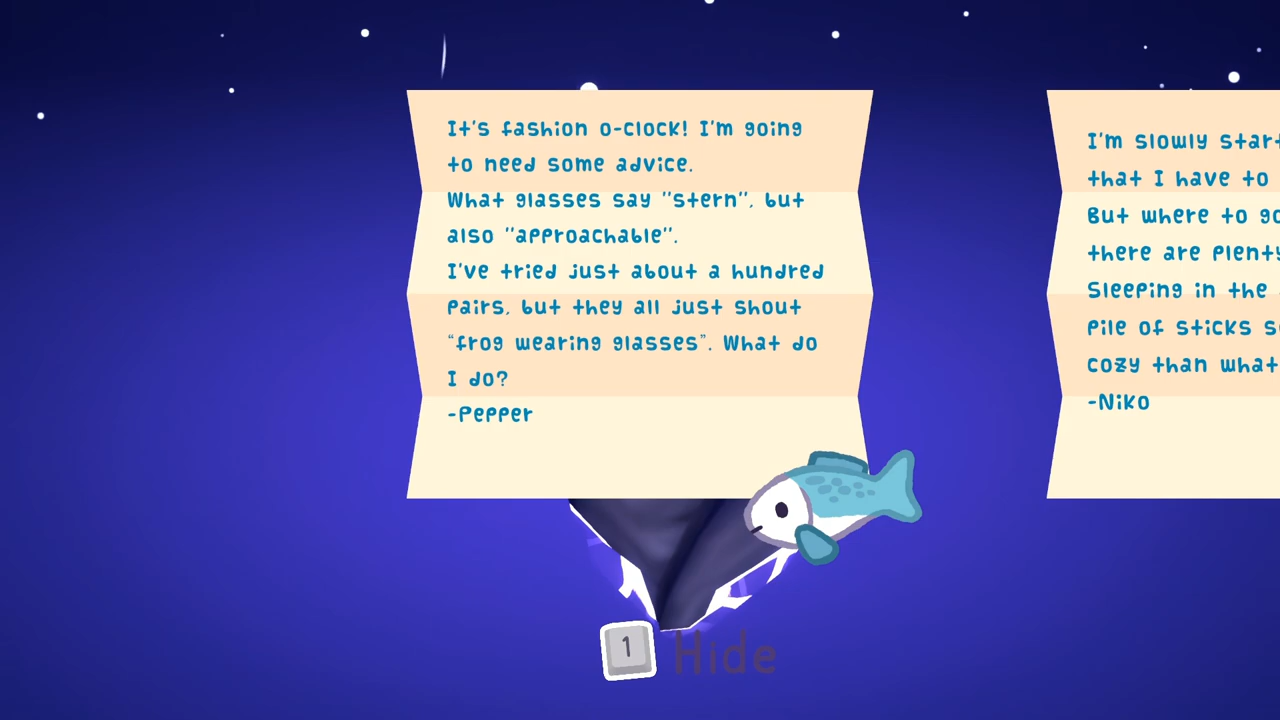 It's fashion o-clock! I'm going
to need some advice.
What glasses say "stern", but
also "approachable".
I've tried just about a hundred
pairs, but they all just shout
“frog wearing glasses”. What do
I do?
-Pepper
I'm slowly start
that I have to
But where to go
there are plenty
Sleeping in the
pile of sticks s
cozy than what
-Niko
1
Hide